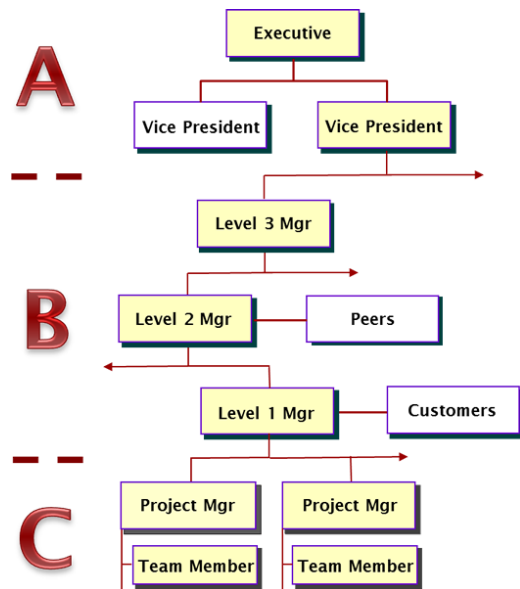 A
Executive
Vice President
Vice President
Level 3 Mgr
B
Level 2 Mgr
Peers
Level 1 Mgr
Customers
C
Project Mgr
Project Mgr
Team Member
Team Member